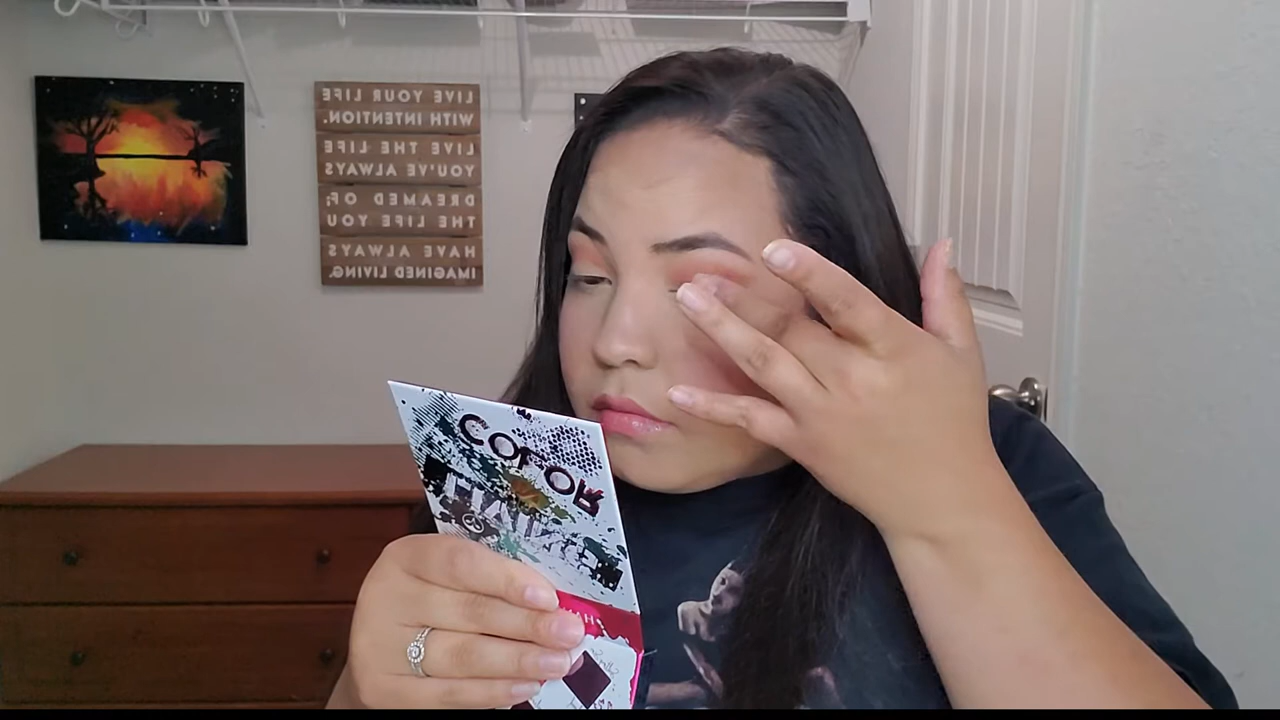 LIVE YOUR LIFE
WITH INTENTION.
LIVE THE LIFE
YOU'VE ALWAYS
DREAMED OF;
THE LIFE YOU
HAVE ALWAYS
IMAGINED LIVING.
COLOR